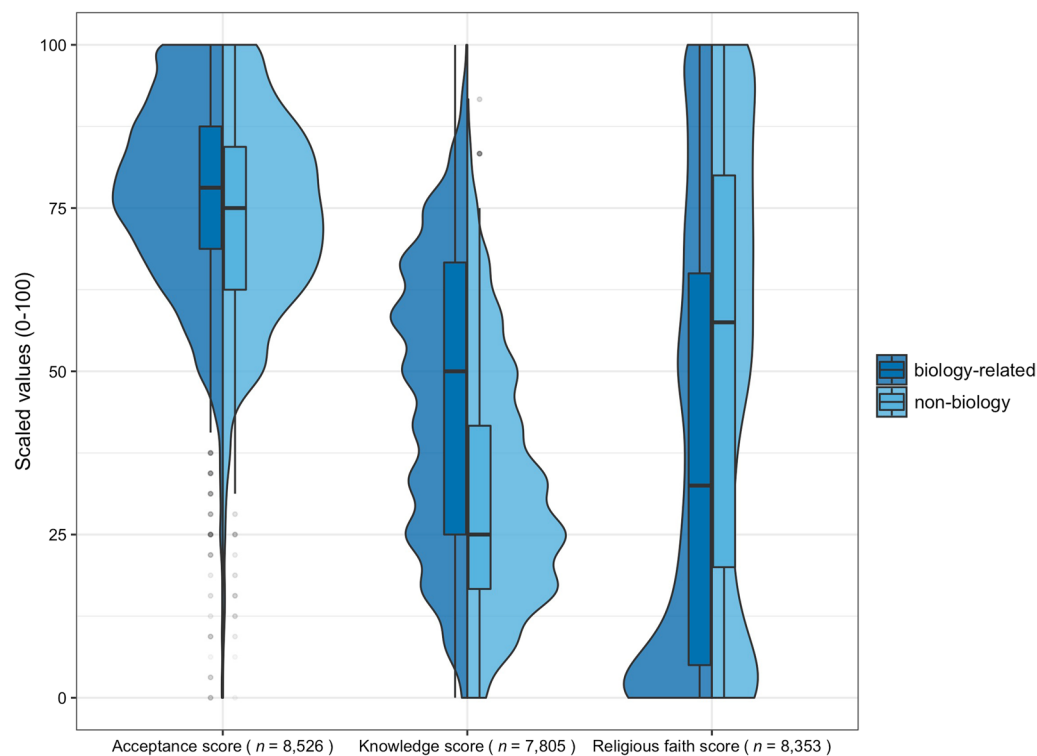 Scaled values (0-100)
100
75
50
25
0
Acceptance score ( n = 8,526 )
Knowledge score ( n = 7,805 )
Religious faith score ( n = 8,353 )
biology-related
non-biology